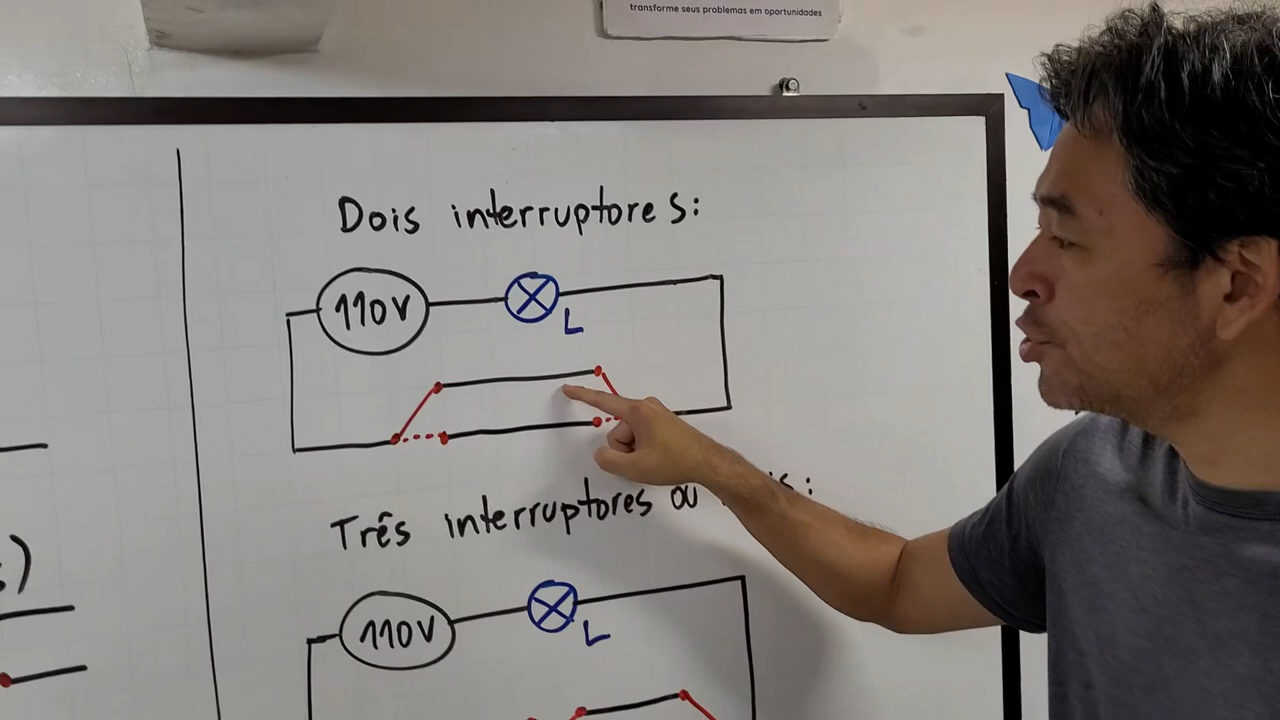 transforme seus problemas em oportunidades
Dois interruptores:
110V
L
Três interruptores ou
110V
L
)